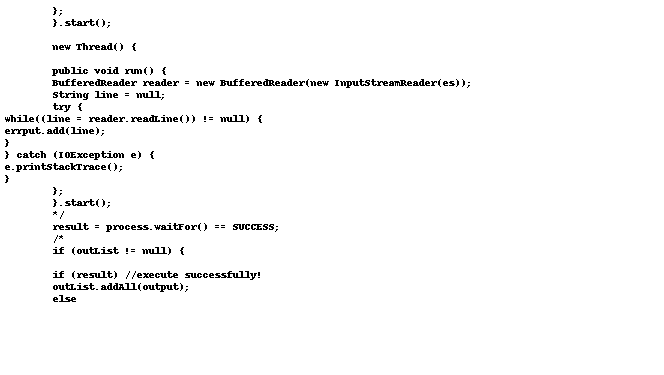 };
}.start();
new Thread() {
public void run() {
BufferedReader reader = new BufferedReader(new InputStreamReader(es));
String line = null;
try {
while((line = reader.readLine()) != null) {
errput.add(line);
}
} catch (IOException e) {
e.printStackTrace();
}
};
}.start();
*/
result = process.waitFor() == SUCCESS;
/*
if (outList != null) {
if (result) //execute successfully!
outList.addAll(output);
else